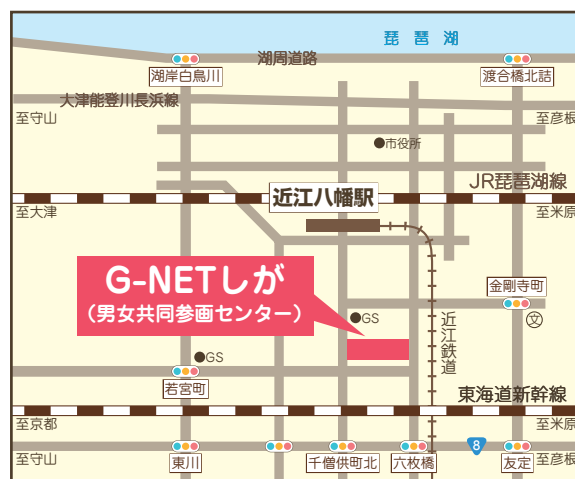 琵琶湖
湖周道路
湖岸白鳥川
渡合橋北詰
大津能登川長浜線
至守山
至彦根
市役所
JR琵琶湖線
近江八幡駅
至大津
至米原
G-NETしが
（男女共同参画センター）
金剛寺町
GS
文
近江鉄道
GS
若宮町
東海道新幹線
至京都
至米原
8
至守山
東川
千僧供町北
六枚橋
友定
至彦根